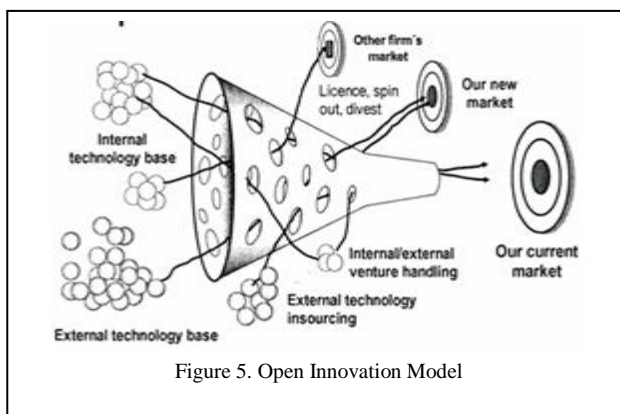 Other firm's
market
Licence, spin
out, divest
Our new
market
Internal
technology base
Our current
market
Internal/external
venture handling
External technology
insourcing
External technology base
Figure 5. Open Innovation Model